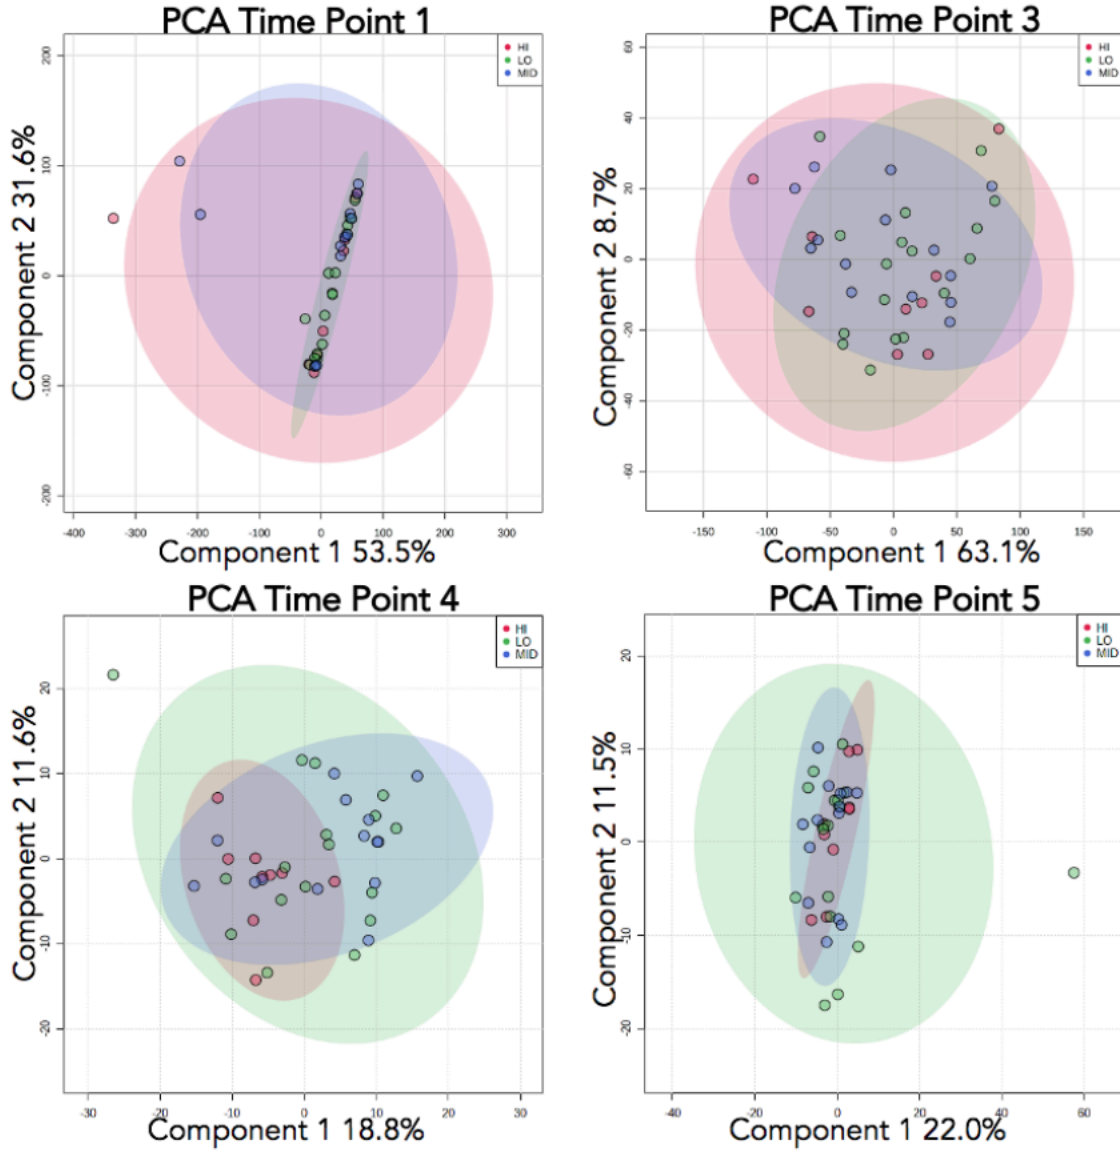 PCA Time Point 1
HI
LO
MID
Component 2 31.6%
200
100
0
-100
-200
-400
-300
-200
-100
0
100
200
300
Component 1 53.5%
PCA Time Point 3
HI
LO
MID
Component 2 8.7%
60
40
20
0
-20
-40
-60
-150
-100
-50
0
50
100
150
Component 1 63.1%
PCA Time Point 4
HI
LO
MID
Component 2 11.6%
20
10
0
-10
-20
-30
-20
-10
0
10
20
30
Component 1 18.8%
PCA Time Point 5
HI
LO
MID
Component 2 11.5%
20
10
0
-10
-20
-40
-20
0
20
40
60
Component 1 22.0%